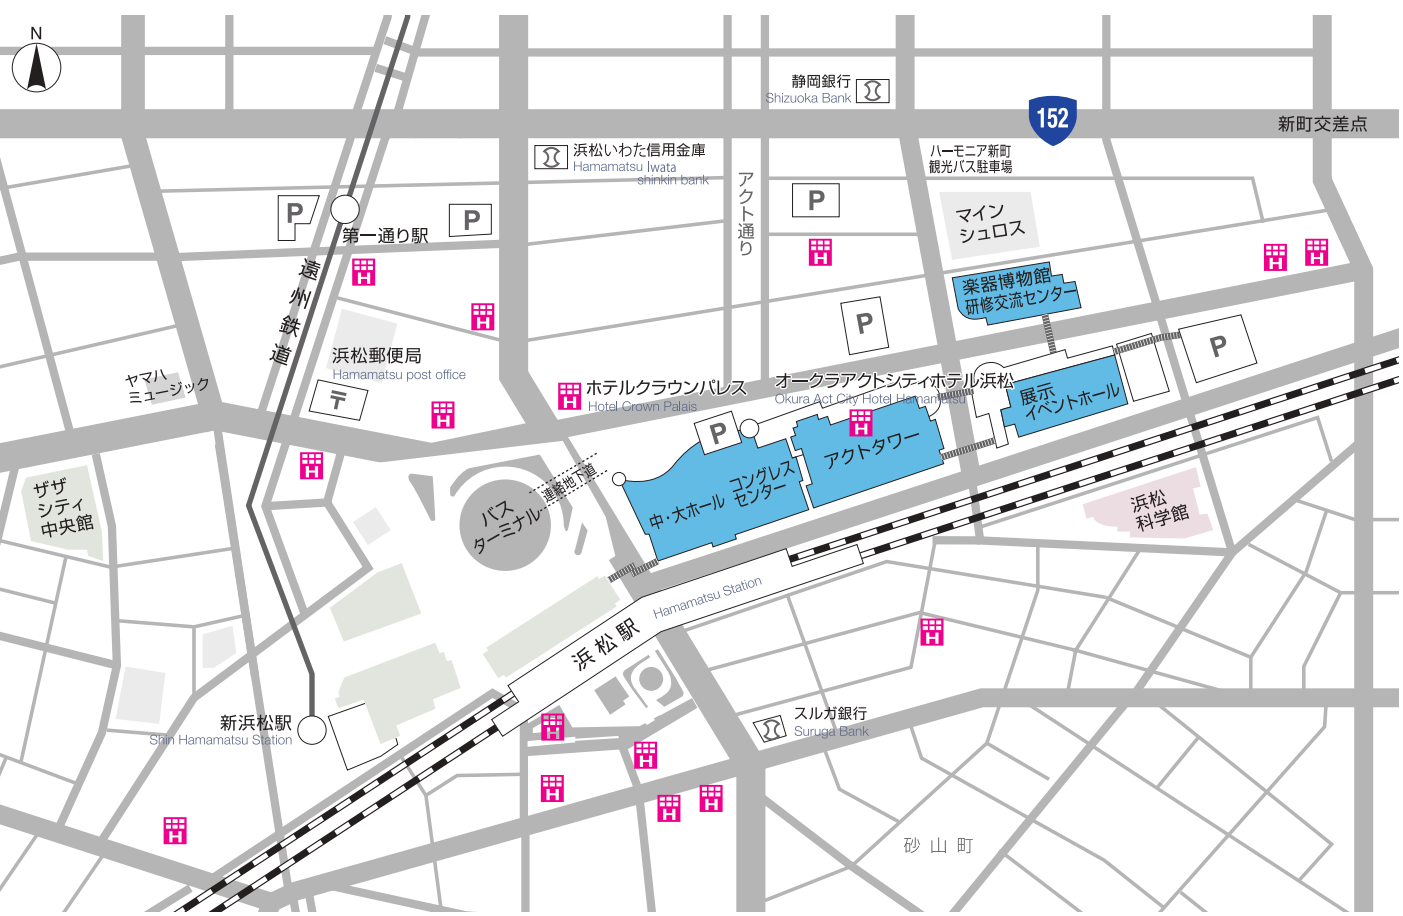 N
静岡銀行
Shizuoka Bank
152
新町交差点
浜松いわた信用金庫
Hamamatsu Iwata
shinkin bank
ハーモニア新町
観光バス駐車場
アクト通り
P
P
P
マイン
シュロス
第一通り駅
遠州鉄道
H
H
H
H
H
楽器博物館
研修交流センター
P
P
浜松郵便局
Hamamatsu post office
〒
ヤマハ
ミュージック
H
ホテルクラウンパレス
Hotel Crown Palais
H
オークラアクトシティホテル浜松
Okura Act City Hotel Hamamatsu
H
展示
イベントホール
P
アクトタワー
コングレス
センター
中・大ホール
H
連絡地下道
バス
ターミナル
ザザ
シティ
中央館
浜松
科学館
Hamamatsu Station
浜松駅
H
新浜松駅
Shin Hamamatsu Station
スルガ銀行
Suruga Bank
H
H
H
H
H
H
砂山町